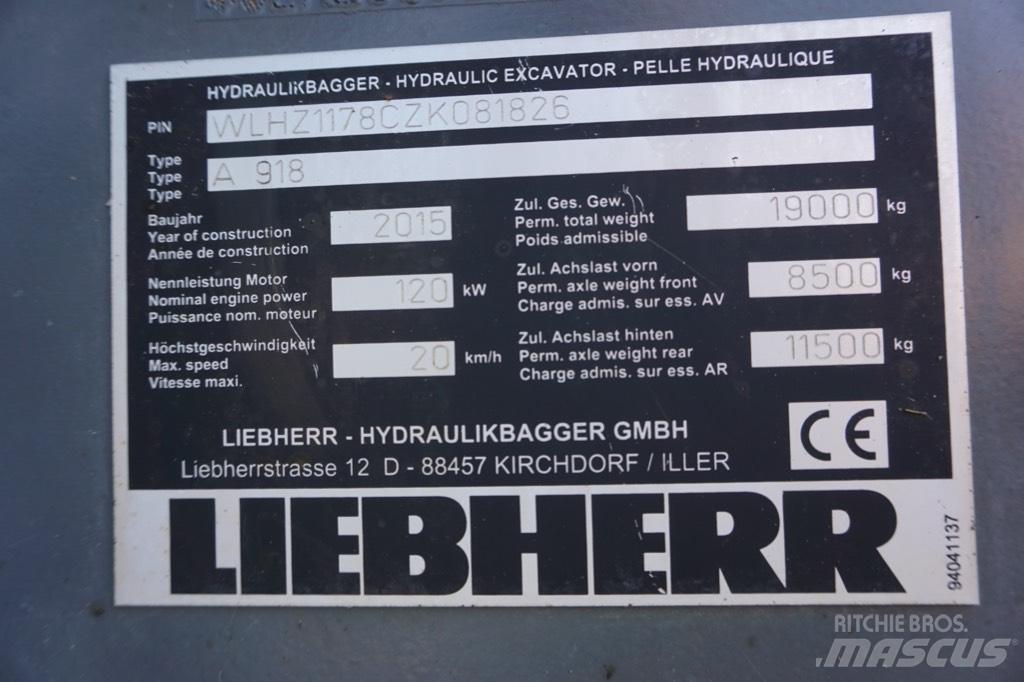 HYDRAULIKBAGGER - HYDRAULIC EXCAVATOR - PELLE HYDRAULIQUE
PIN WLHZ1178CZK081826
Type
Type A 918
Type
Baujahr
Year of construction 2015
Année de construction
Nennleistung Motor
Nominal engine power 120 kW
Puissance nom. moteur
Höchstgeschwindigkeit
Max. speed 20 km/h
Vitesse maxi.
Zul. Ges. Gew.
Perm. total weight 19000 kg
Poids admissible
Zul. Achslast vorn
Perm. axle weight front 8500 kg
Charge admis. sur ess. AV
Zul. Achslast hinten
Perm. axle weight rear 11500 kg
Charge admis. sur ess. AR
LIEBHERR - HYDRAULIKBAGGER GMBH
Liebherrstrasse 12 D - 88457 KIRCHDORF / ILLER
CE
LIEBHERR
94041137
RITCHIE BROS.
MASCUS